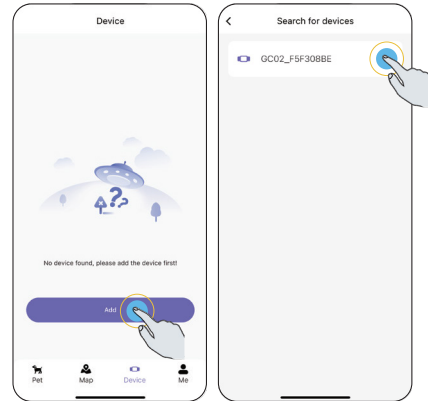 Device
No device found, please add the device first!
Add
Pet
Map
Device
Me
Search for devices
GC02_F5F308BE